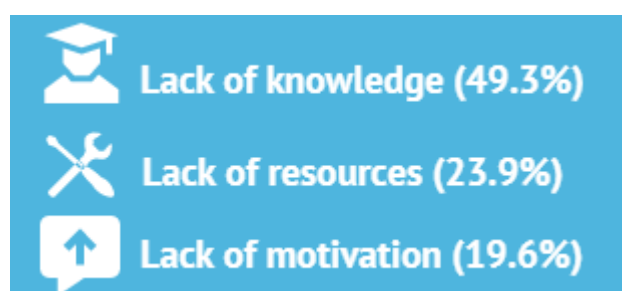 Lack of knowledge (49.3%)
Lack of resources (23.9%)
Lack of motivation (19.6%)